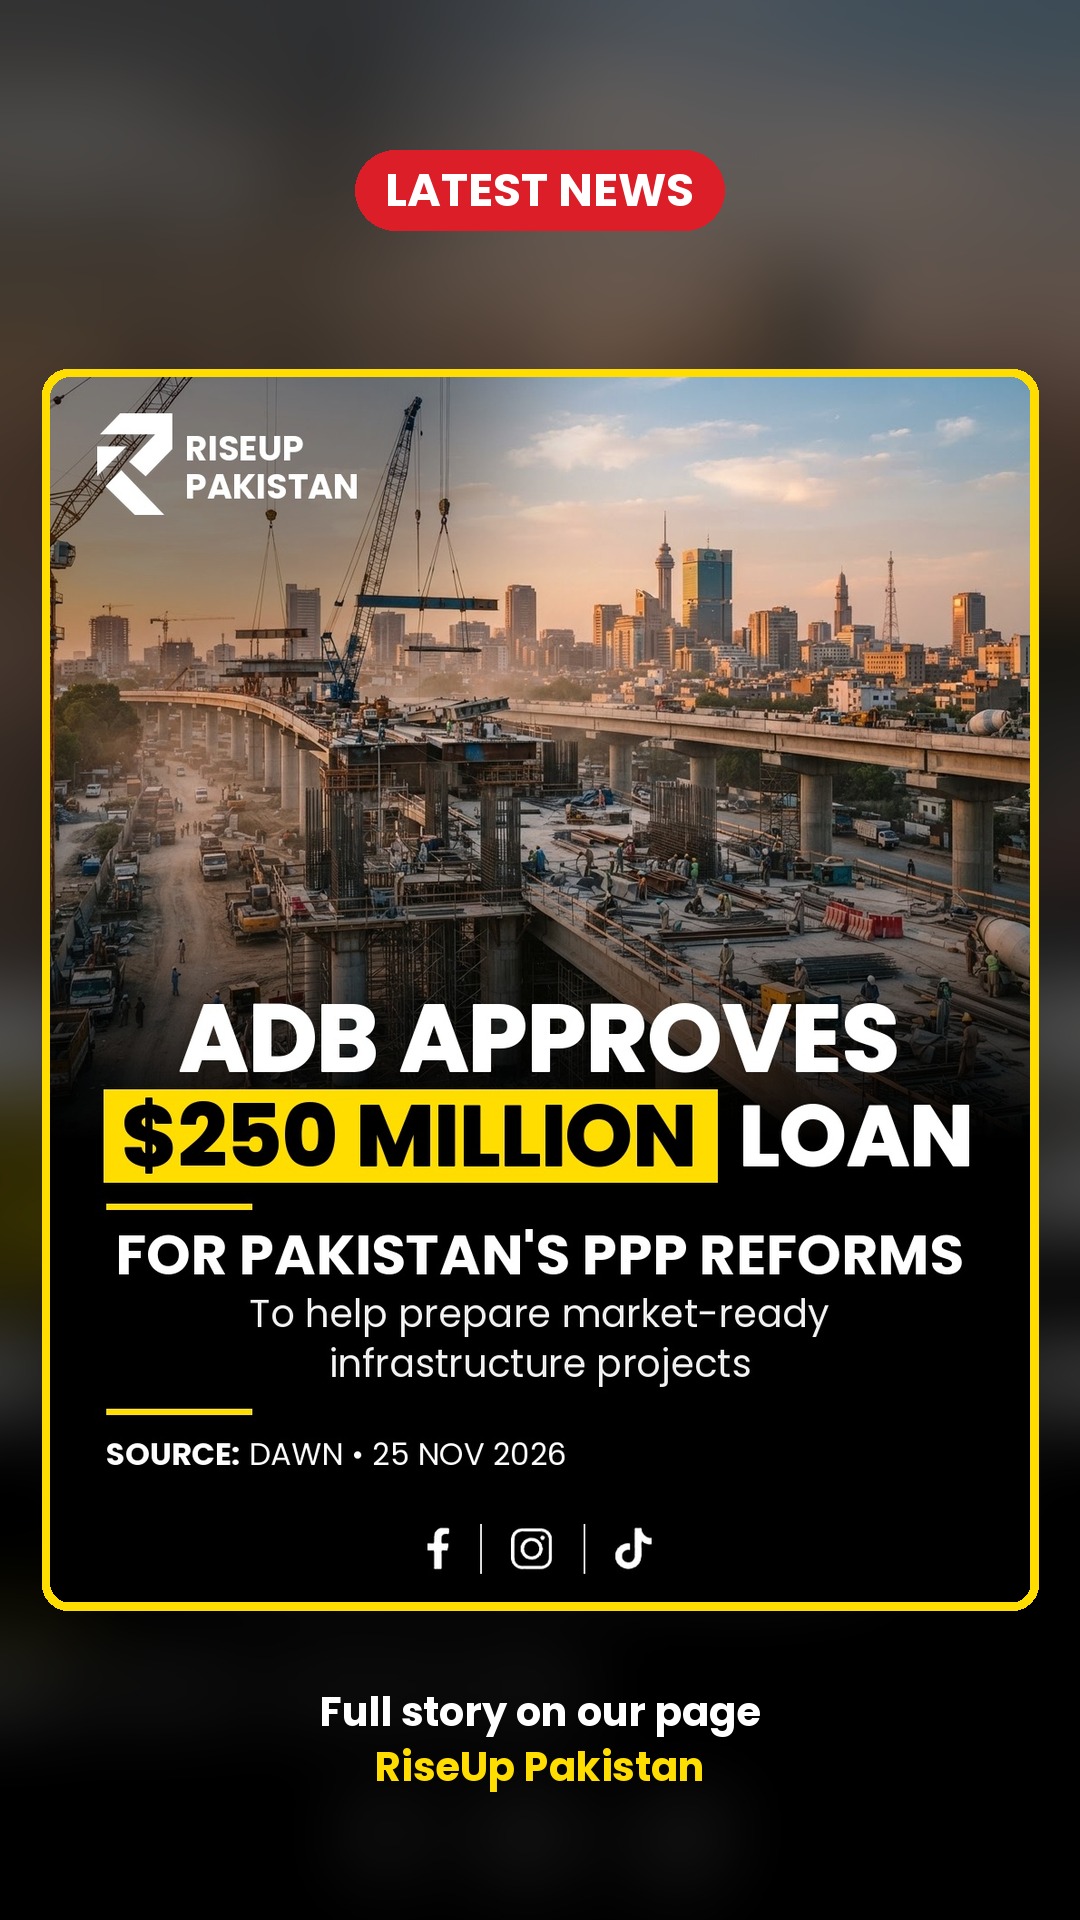 LATEST NEWS
RISEUP
PAKISTAN
ADB APPROVES
$250 MILLION LOAN
FOR PAKISTAN'S PPP REFORMS
To help prepare market-ready
infrastructure projects
SOURCE: DAWN • 25 NOV 2026
Full story on our page
RiseUp Pakistan